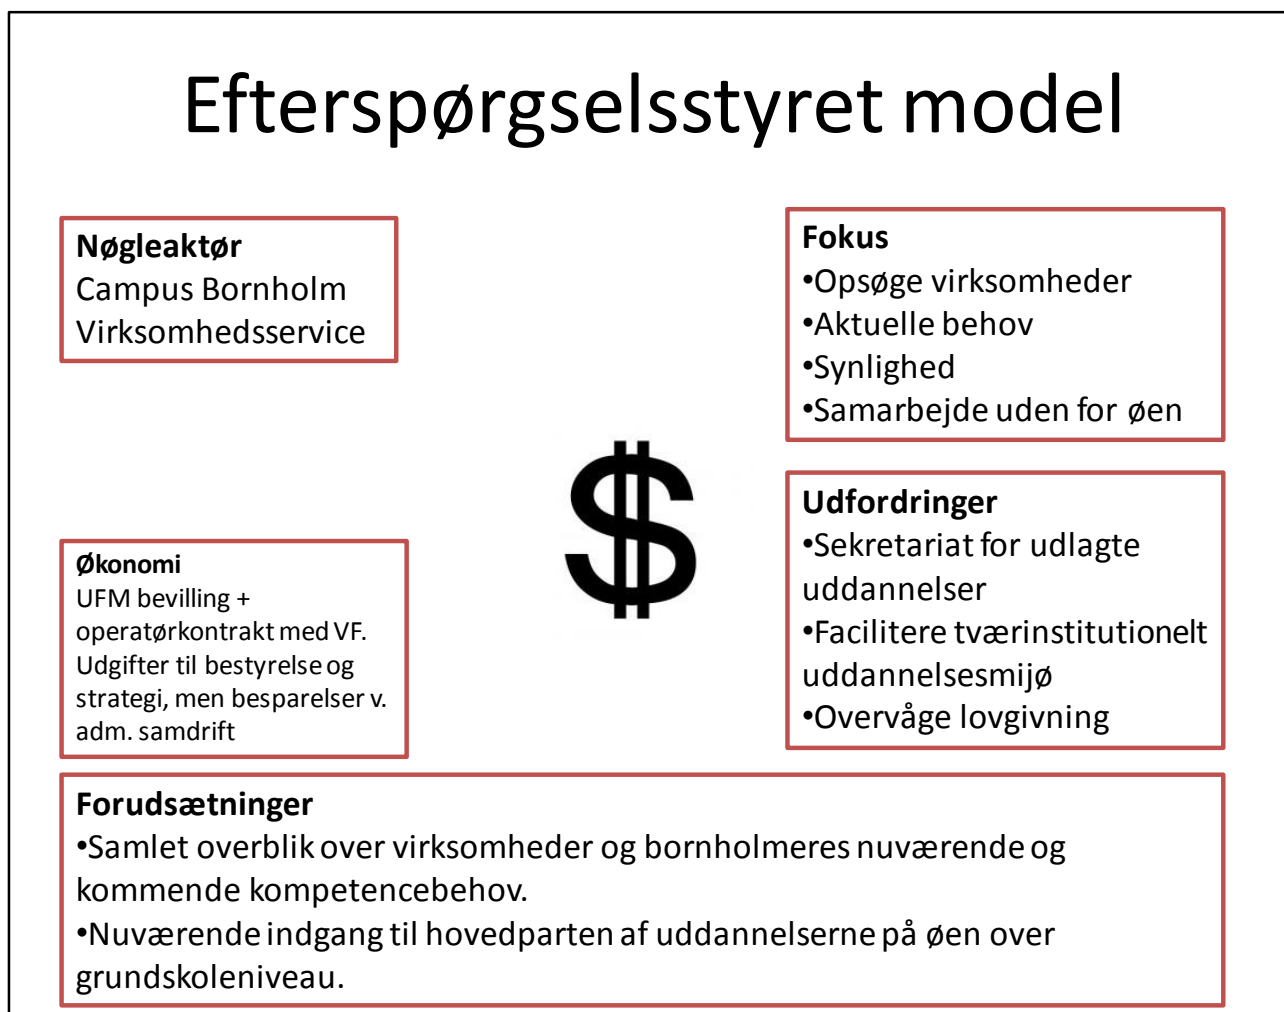 Efterspørgselsstyret model
Nøgleaktør
Campus Bornholm
Virksomhedsservice
Fokus
•Opsøge virksomheder
•Aktuelle behov
•Synlighed
•Samarbejde uden for øen
$
Økonomi
UFM bevilling +
operatørkontrakt med VF.
Udgifter til bestyrelse og
strategi, men besparelser v.
adm. samdrift
Udfordringer
•Sekretariat for udlagte
uddannelser
•Facilitere tværinstitutionelt
uddannelsesmijø
•Overvåge lovgivning
Forudsætninger
•Samlet overblik over virksomheder og bornholmeres nuværende og
kommende kompetencebehov.
•Nuværende indgang til hovedparten af uddannelserne på øen over
grundskoleniveau.